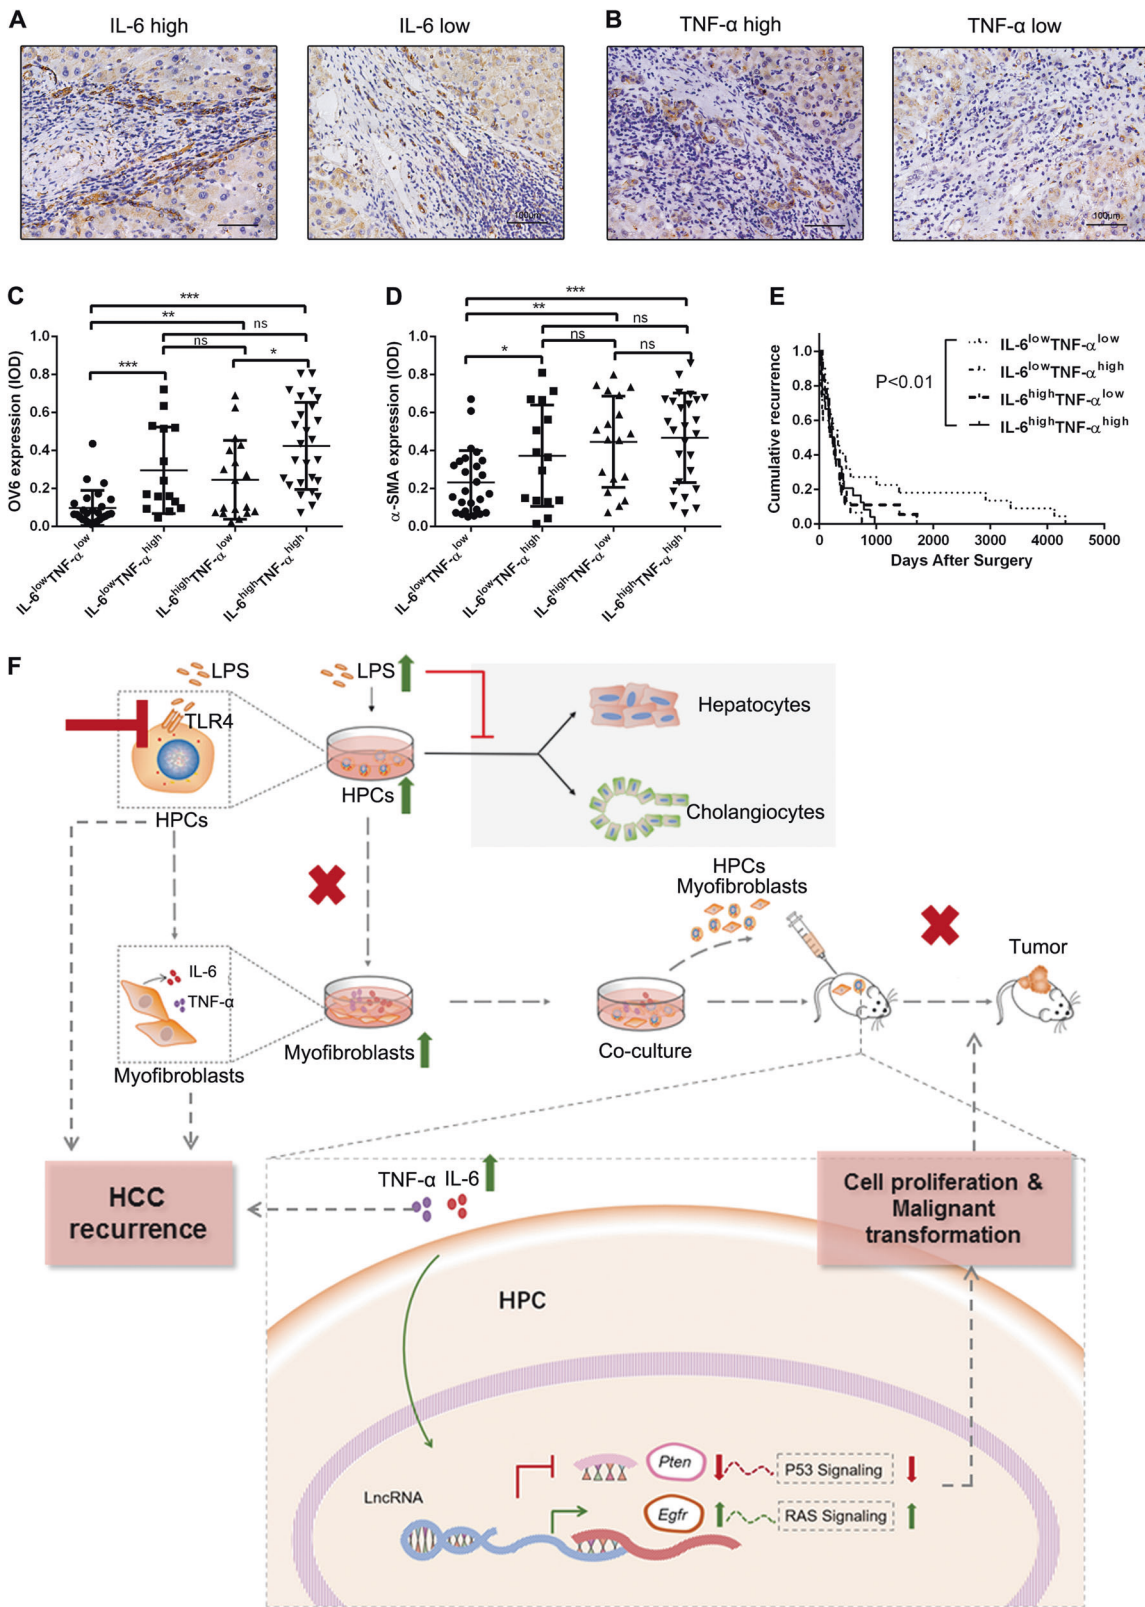 A
IL-6 high
IL-6 low
100μm
B
TNF-α high
TNF-α low
100μm
C
***
**
ns
ns
***
*
OV6 expression (IOD)
1.0
0.8
0.6
0.4
0.2
0.0
IL-6lowTNF-αlow
IL-6lowTNF-αhigh
IL-6highTNF-αlow
IL-6highTNF-αhigh
D
***
**
ns
ns
ns
*
α-SMA expression (IOD)
1.0
0.8
0.6
0.4
0.2
0.0
IL-6lowTNF-αlow
IL-6lowTNF-αhigh
IL-6highTNF-αlow
IL-6highTNF-αhigh
E
IL-6lowTNF-αlow
IL-6lowTNF-αhigh
IL-6highTNF-αlow
IL-6highTNF-αhigh
P<0.01
Cumulative recurrence
1.0
0.8
0.6
0.4
0.2
0.0
0 1000 2000 3000 4000 5000
Days After Surgery
F
LPS
TLR4
HPCs
LPS
HPCs
Hepatocytes
Cholangiocytes
HPCs
Myofibroblasts
Tumor
IL-6
TNF-α
Myofibroblasts
Myofibroblasts
Co-culture
HCC
recurrence
TNF-α IL-6
Cell proliferation &
Malignant
transformation
HPC
LncRNA
Pten
P53 Signaling
Egfr
RAS Signaling